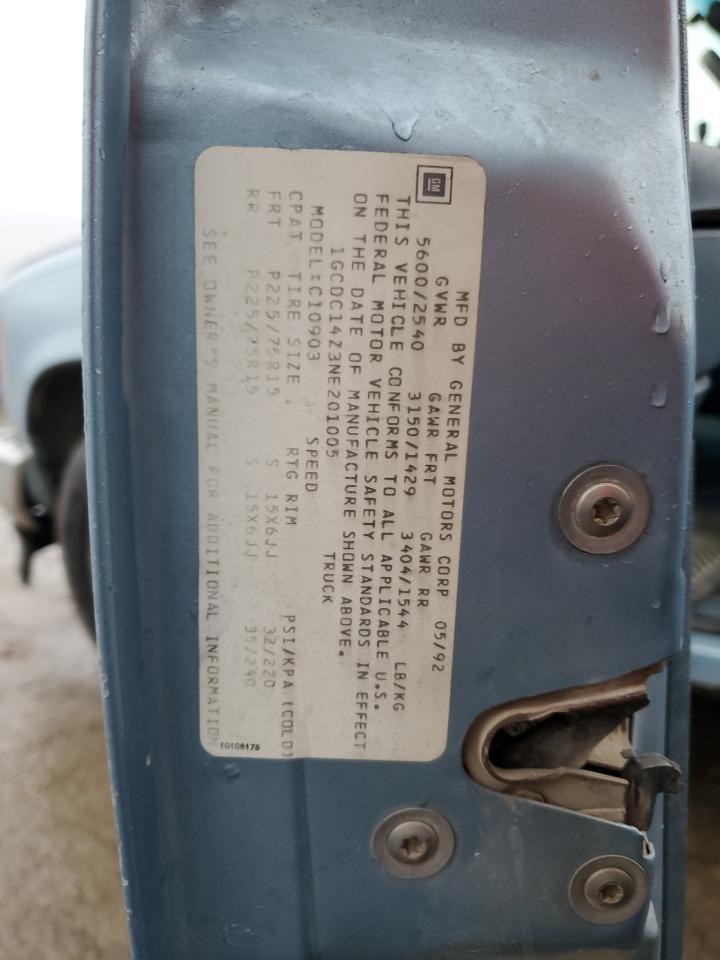 GM
MFD BY GENERAL MOTORS CORP 05/92
GVWR GAWR FRT GAWR RR
5600/2540 3150/1429 3404/1544 LB/KG
THIS VEHICLE CONFORMS TO ALL APPLICABLE U.S.
FEDERAL MOTOR VEHICLE SAFETY STANDARDS IN EFFECT
ON THE DATE OF MANUFACTURE SHOWN ABOVE.
1GCDC14Z3NE201005 TRUCK
MODEL:C10903 SPEED
CPAT TIRE SIZE RTG RIM PSI/KPA (COLD)
FRT P225/75R15 S 15X6JJ 32/220
RR P225/75R15 S 15X6JJ 35/240
SEE OWNER'S MANUAL FOR ADDITIONAL INFORMATION
10108175